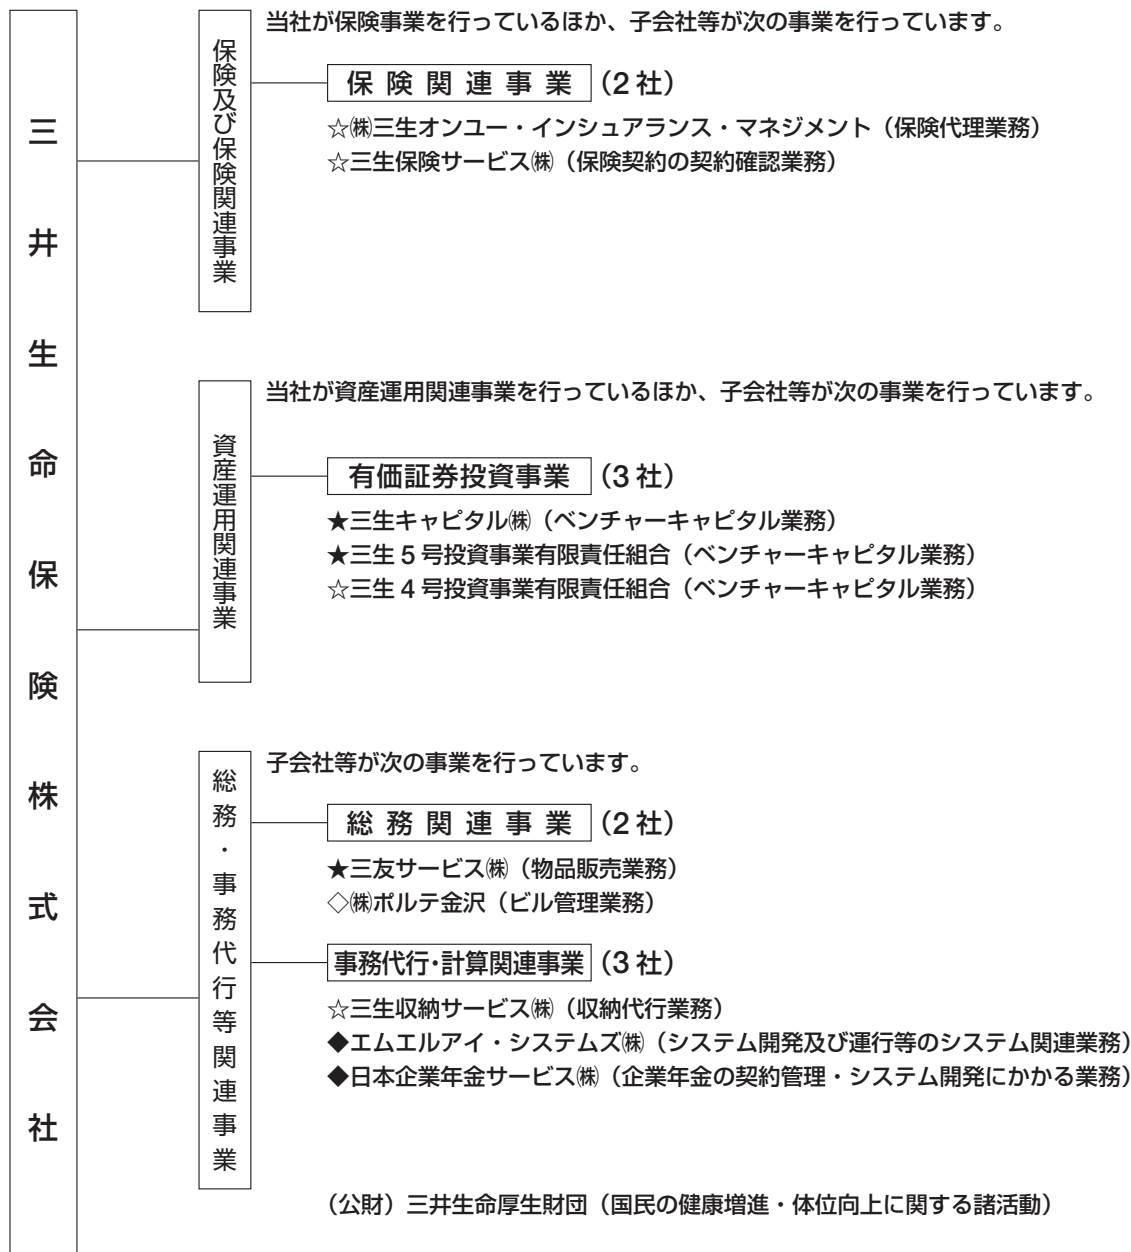 三井生命保険株式会社
保険及び保険関連事業
当社が保険事業を行っているほか、子会社等が次の事業を行っています。
保険関連事業（2社）
☆㈱三生オンユー・インシュアランス・マネジメント（保険代理業務）
☆三生保険サービス㈱（保険契約の契約確認業務）
資産運用関連事業
当社が資産運用関連事業を行っているほか、子会社等が次の事業を行っています。
有価証券投資事業（3社）
★三生キャピタル㈱（ベンチャーキャピタル業務）
★三生5号投資事業有限責任組合（ベンチャーキャピタル業務）
☆三生4号投資事業有限責任組合（ベンチャーキャピタル業務）
総務・事務代行等関連事業
子会社等が次の事業を行っています。
総務関連事業（2社）
★三友サービス㈱（物品販売業務）
◇㈱ポルテ金沢（ビル管理業務）
事務代行・計算関連事業（3社）
☆三生収納サービス㈱（収納代行業務）
◆エムエルアイ・システムズ㈱（システム開発及び運行等のシステム関連業務）
◆日本企業年金サービス㈱（企業年金の契約管理・システム開発にかかる業務）
（公財）三井生命厚生財団（国民の健康増進・体位向上に関する諸活動）